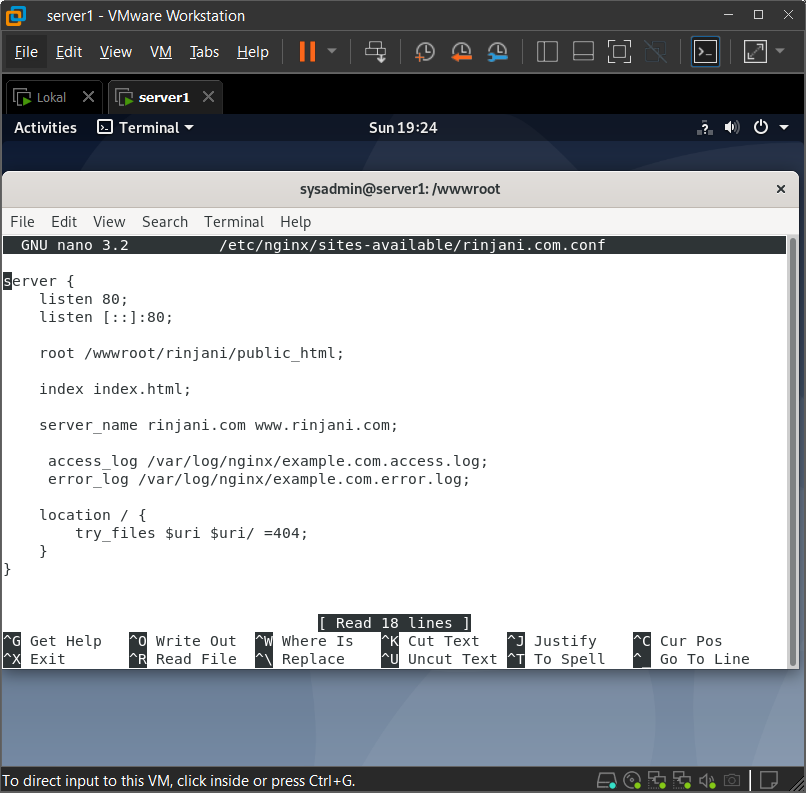 server1 - VMware Workstation
File Edit View VM Tabs Help
Lokal server1
Activities Terminal Sun 19:24
sysadmin@server1: /wwwroot
File Edit View Search Terminal Help
GNU nano 3.2 /etc/nginx/sites-available/rinjani.com.conf
server {
listen 80;
listen [::]:80;
root /wwwroot/rinjani/public_html;
index index.html;
server_name rinjani.com www.rinjani.com;
access_log /var/log/nginx/example.com.access.log;
error_log /var/log/nginx/example.com.error.log;
location / {
try_files $uri $uri/ =404;
}
}
[ Read 18 lines ]
^G Get Help ^O Write Out ^W Where Is ^K Cut Text ^J Justify ^C Cur Pos
^X Exit ^R Read File ^\ Replace ^U Uncut Text ^T To Spell ^_ Go To Line
To direct input to this VM, click inside or press Ctrl+G.